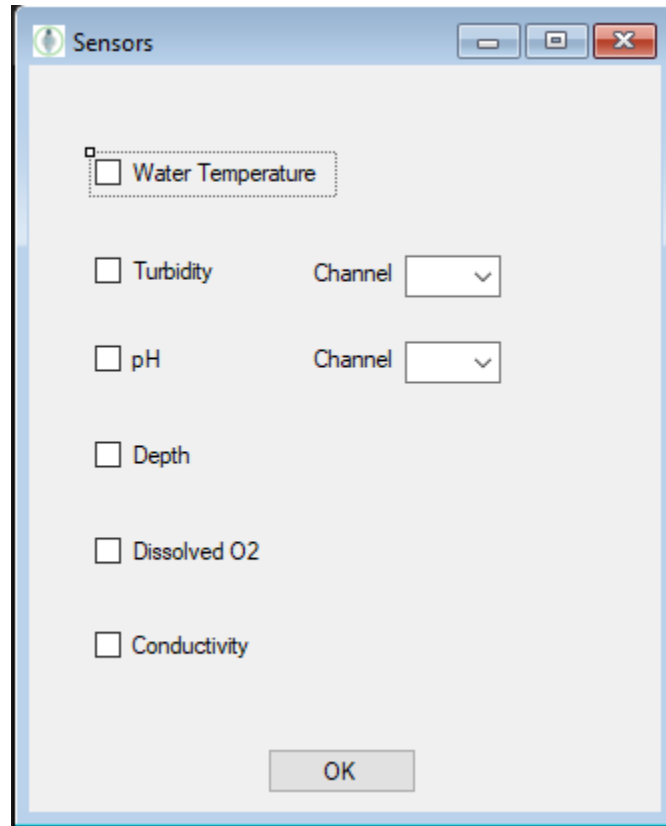 Sensors
Water Temperature
Turbidity Channel
pH Channel
Depth
Dissolved O2
Conductivity
OK